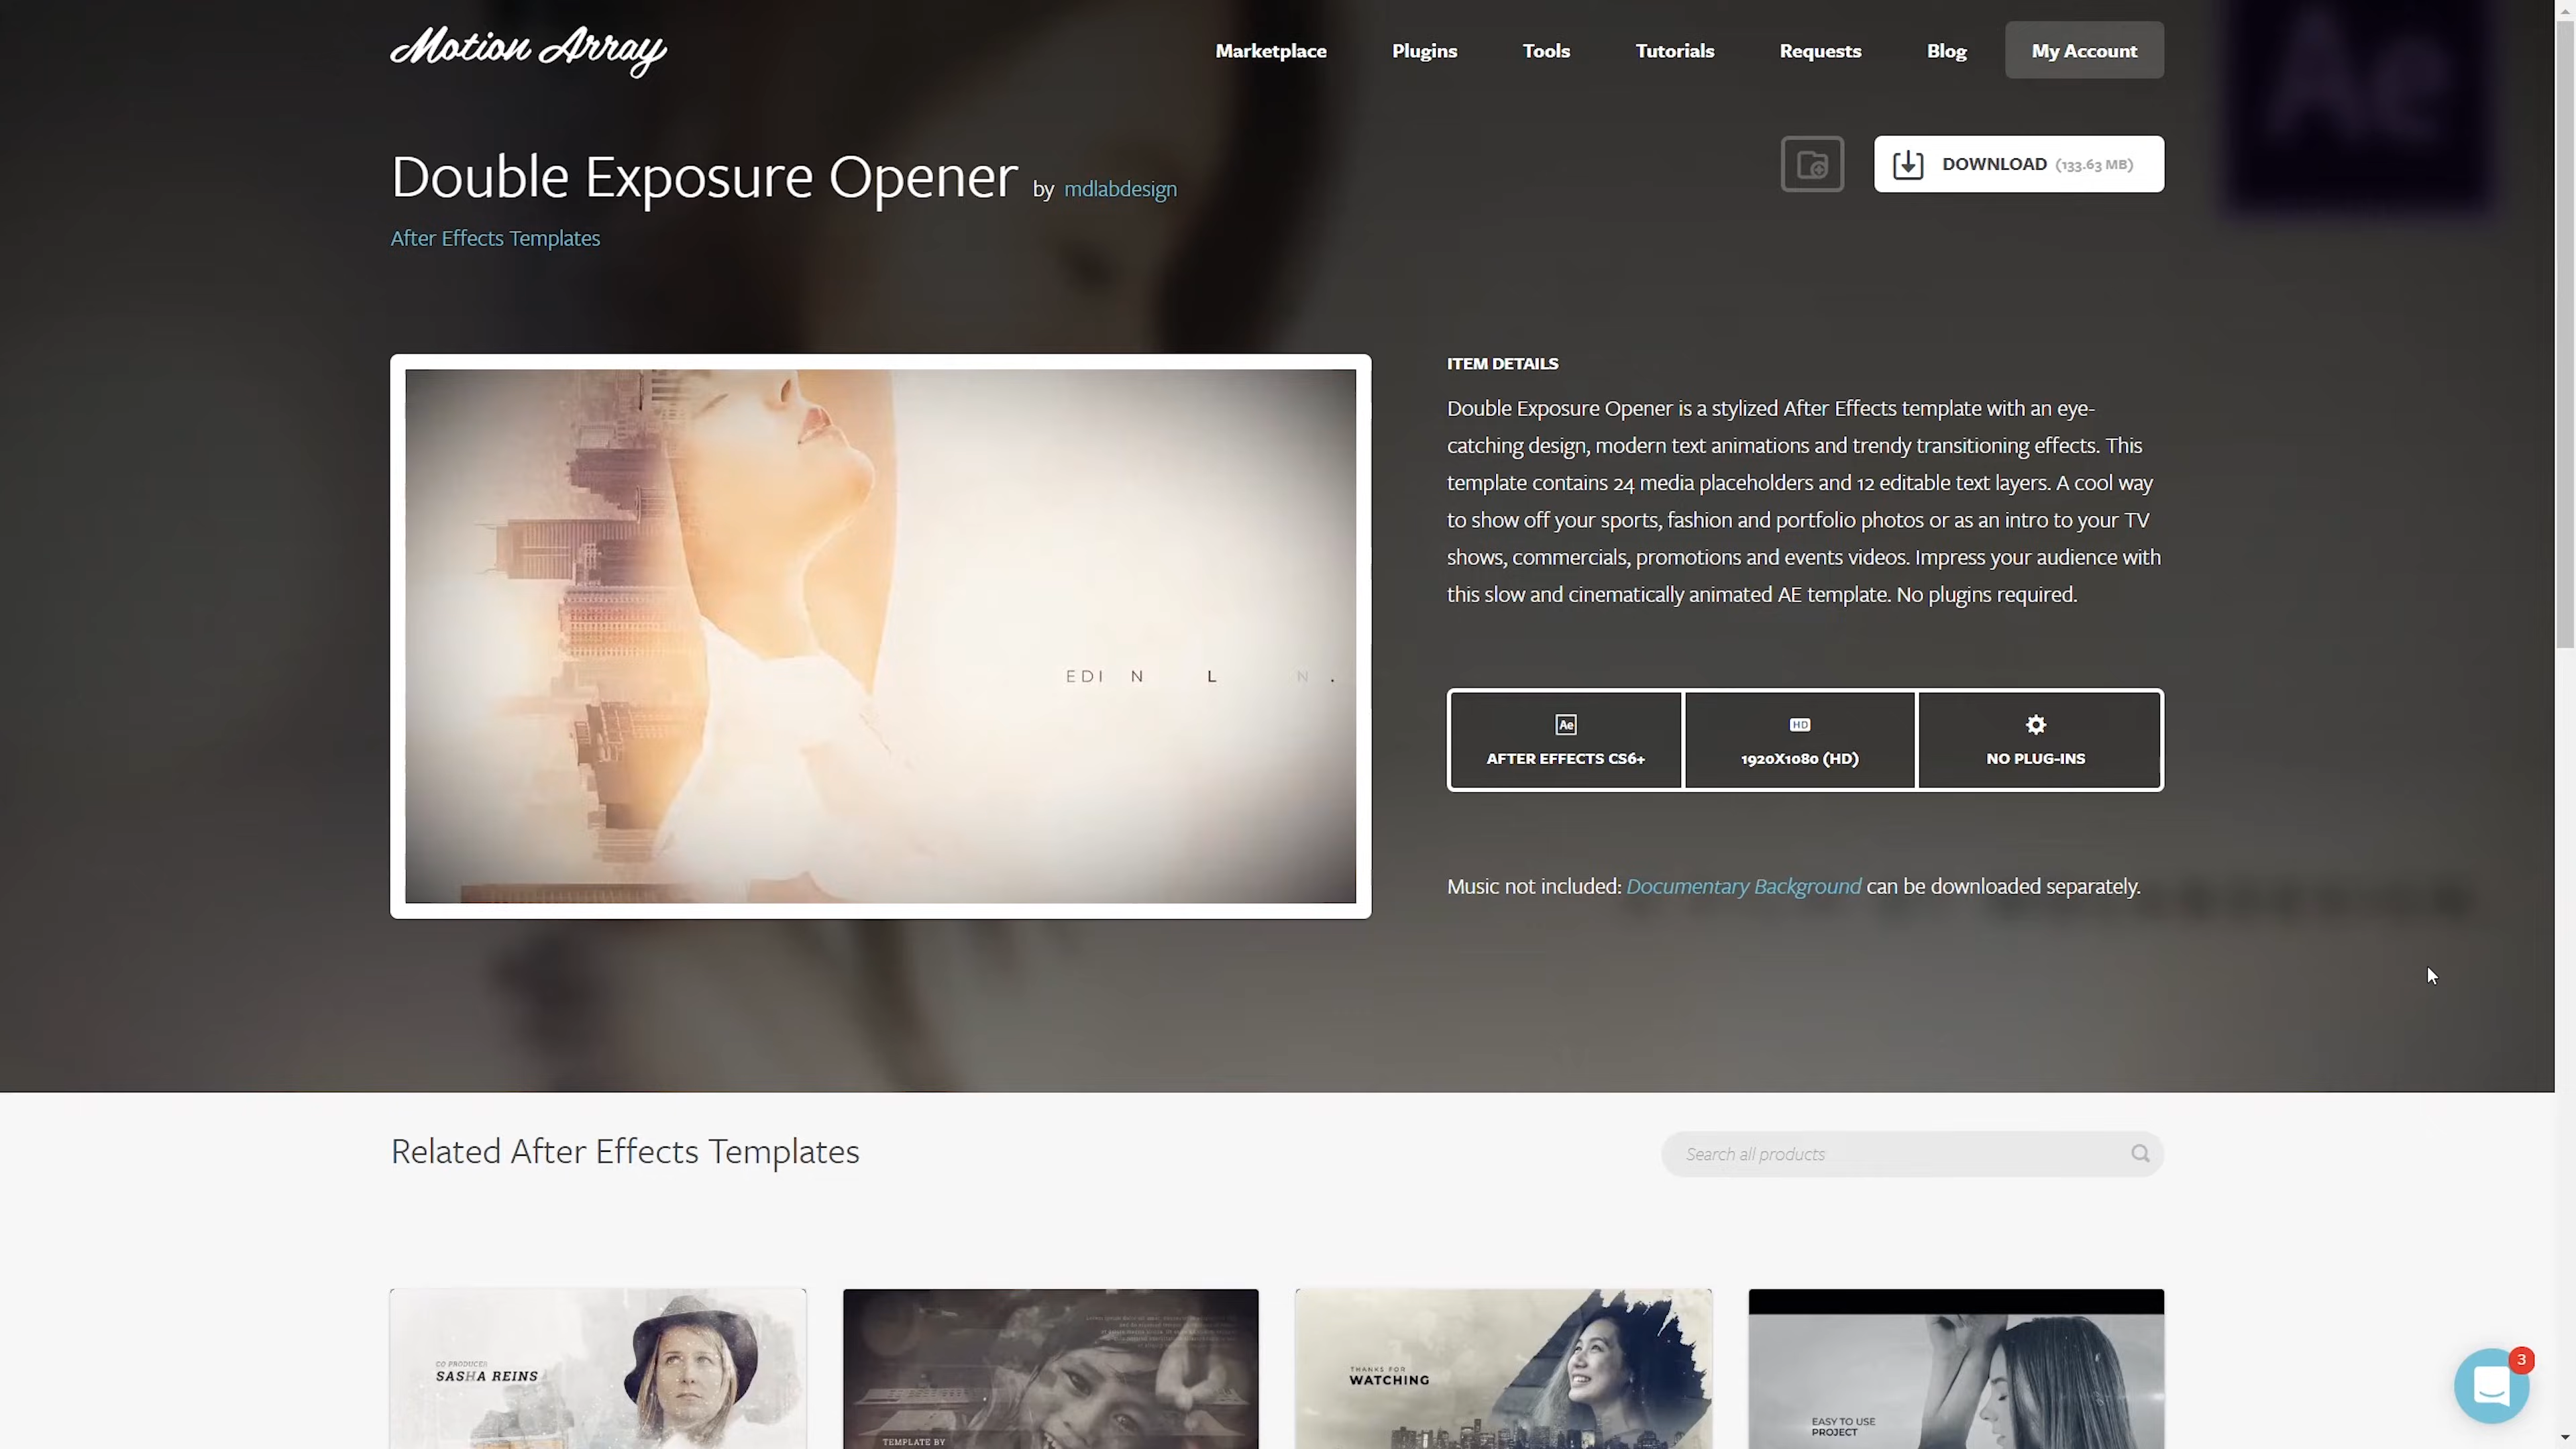 Motion Array
Marketplace
Plugins
Tools
Tutorials
Requests
Blog
My Account
Ae
Double Exposure Opener by mdlabdesign
DOWNLOAD (133.63 MB)
After Effects Templates
EDI N L N .
ITEM DETAILS
Double Exposure Opener is a stylized After Effects template with an eye-
catching design, modern text animations and trendy transitioning effects. This
template contains 24 media placeholders and 12 editable text layers. A cool way
to show off your sports, fashion and portfolio photos or as an intro to your TV
shows, commercials, promotions and events videos. Impress your audience with
this slow and cinematically animated AE template. No plugins required.
Ae
AFTER EFFECTS CS6+
HD
1920X1080 (HD)
NO PLUG-INS
Music not included: Documentary Background can be downloaded separately.
Related After Effects Templates
Search all products
CO PRODUCER
SASHA REINS
TEMPLATE BY
THANKS FOR
WATCHING
EASY TO USE
PROJECT
3